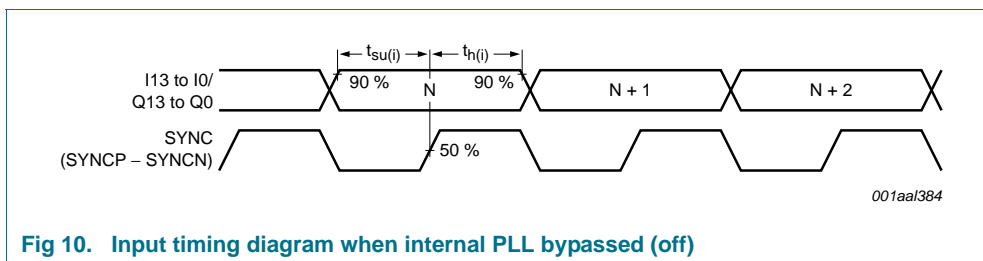 tsu(i) th(i)
I13 to I0/
Q13 to Q0
90 % N 90 % N + 1 N + 2
SYNC
(SYNCP – SYNCN)
50 %
001aal384
Fig 10. Input timing diagram when internal PLL bypassed (off)